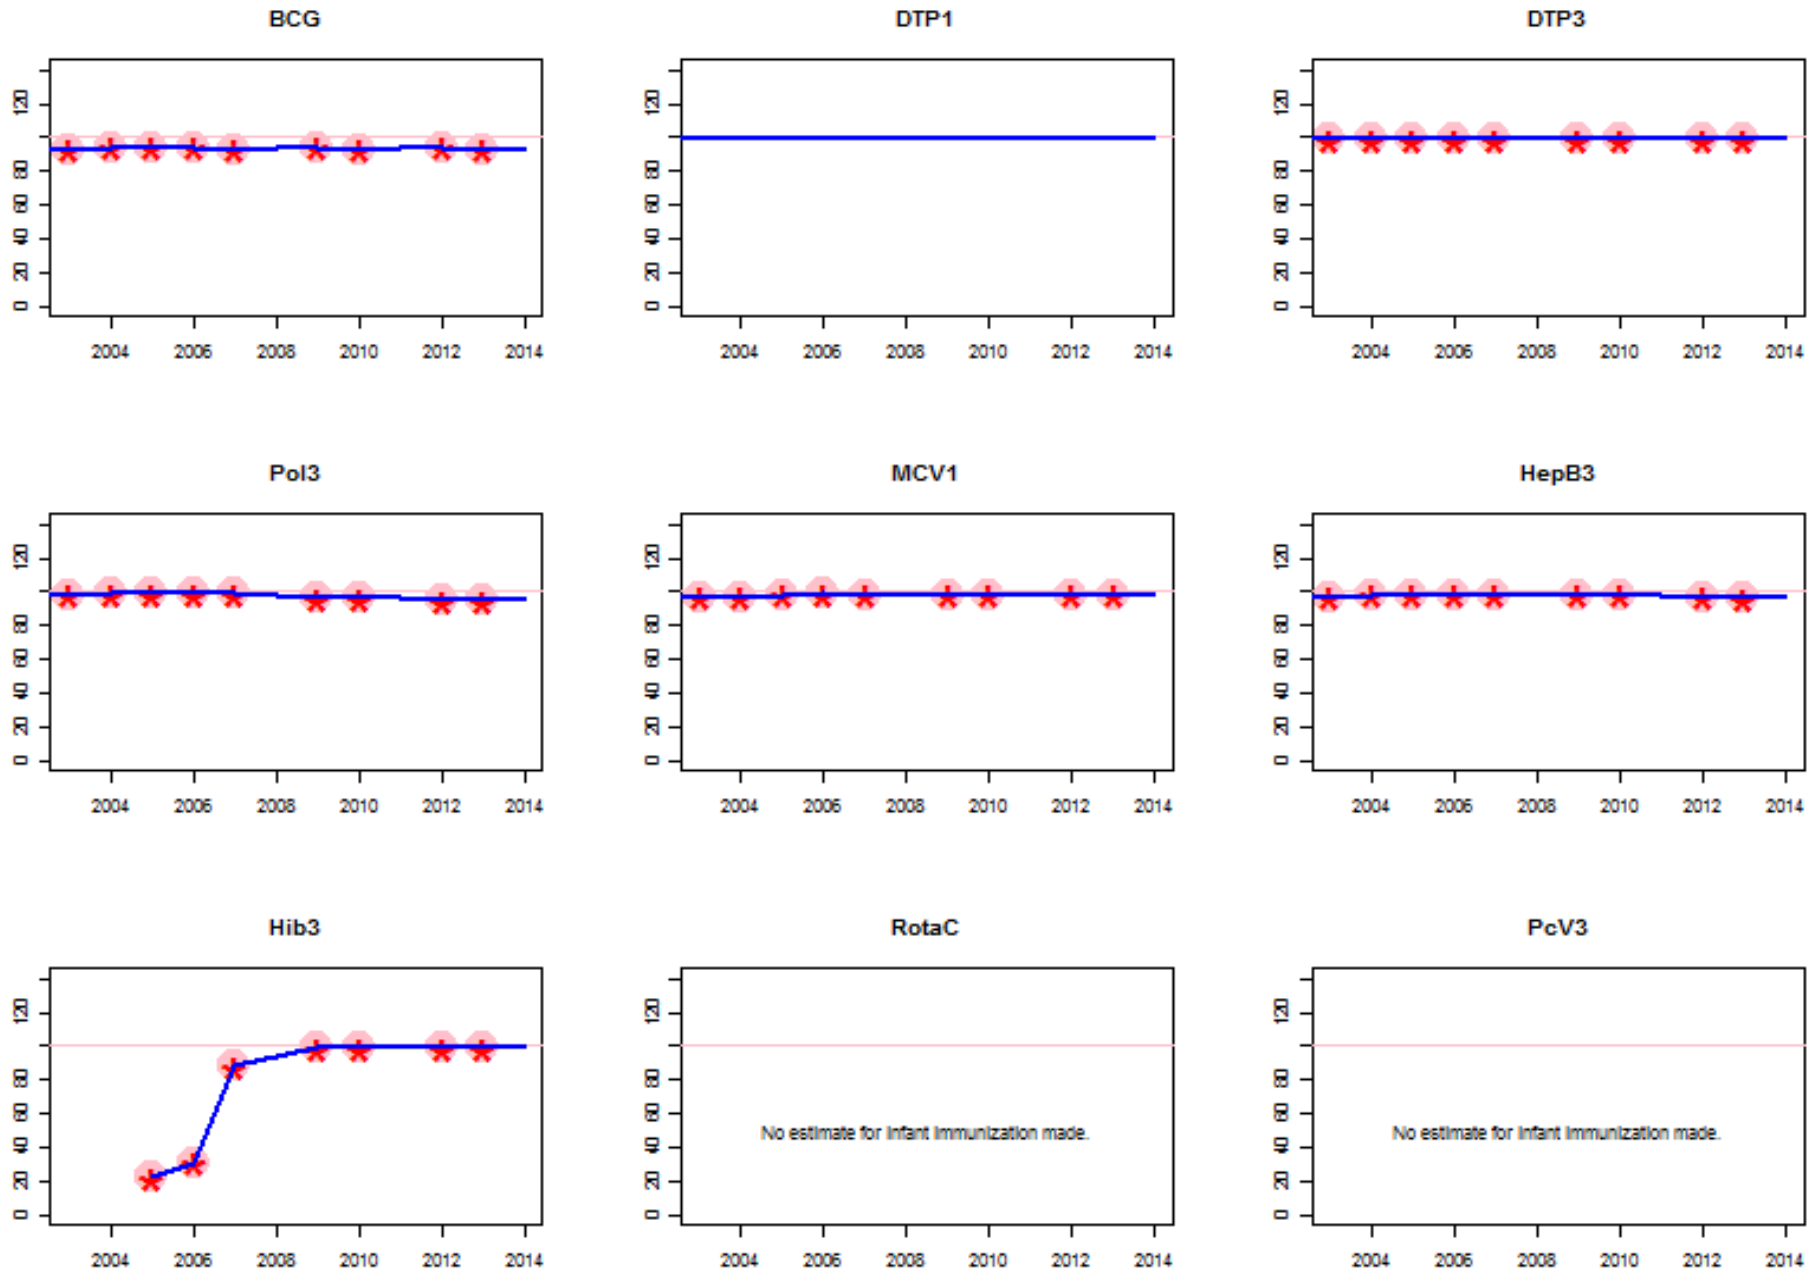 BCG DTP1 DTP3
120 120 120
80 80 80
60 60 60
40 40 40
20 20 20
0 0 0
2004 2006 2008 2010 2012 2014 2004 2006 2008 2010 2012 2014 2004 2006 2008 2010 2012 2014
Pol3 MCV1 HepB3
120 120 120
80 80 80
60 60 60
40 40 40
20 20 20
0 0 0
2004 2006 2008 2010 2012 2014 2004 2006 2008 2010 2012 2014 2004 2006 2008 2010 2012 2014
Hib3 RotaC PcV3
120 120 120
80 80 80
60 60 60
No estimate for infant immunization made. No estimate for infant immunization made.
40 40 40
20 20 20
0 0 0
2004 2006 2008 2010 2012 2014 2004 2006 2008 2010 2012 2014 2004 2006 2008 2010 2012 2014